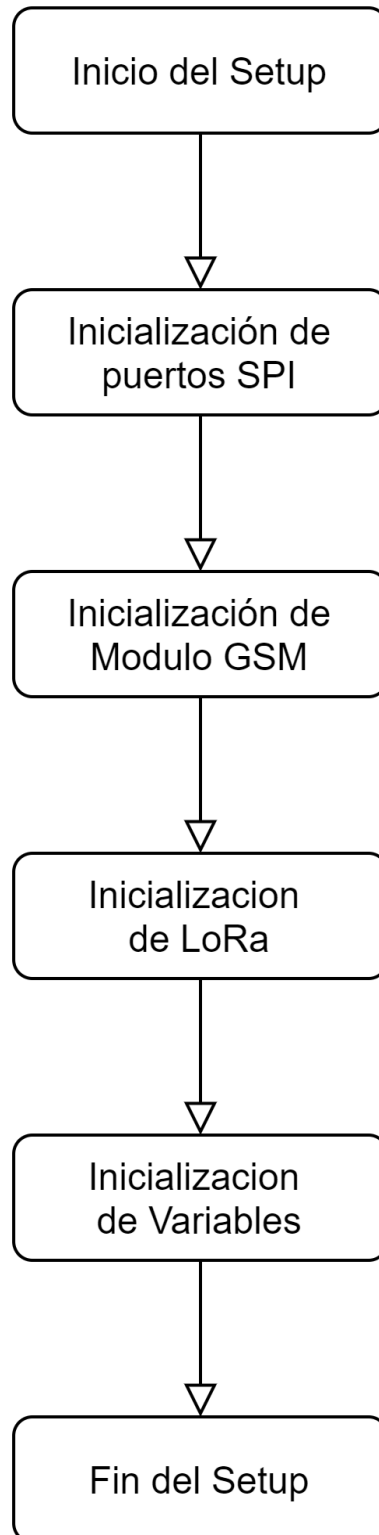 Inicio del Setup
Inicialización de
puertos SPI
Inicialización de
Modulo GSM
Inicializacion
de LoRa
Inicializacion
de Variables
Fin del Setup